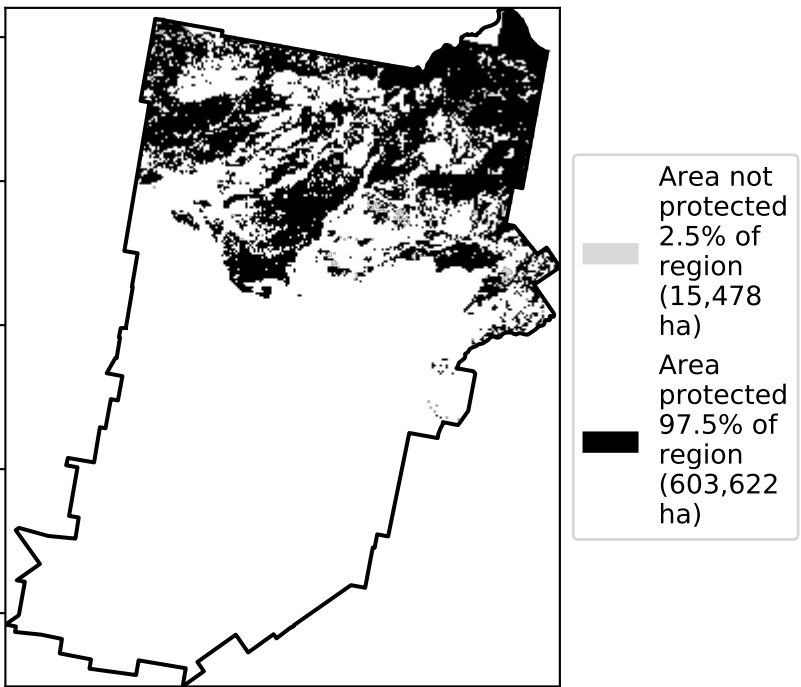 Area not
protected
2.5% of
region
(15,478
ha)
Area
protected
97.5% of
region
(603,622
ha)